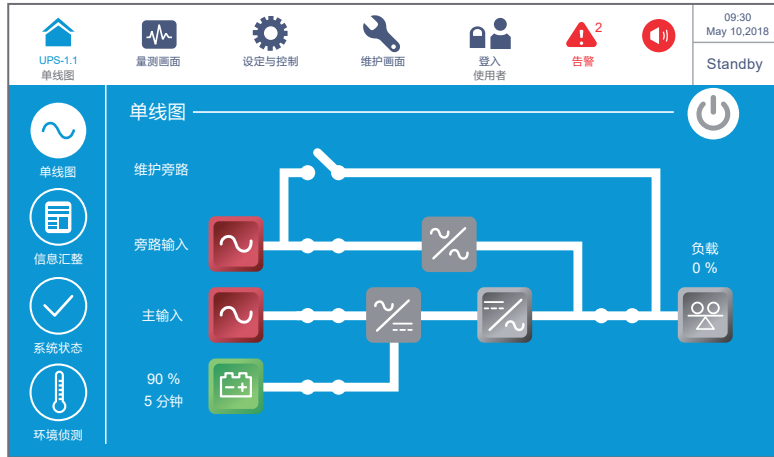 UPS-1.1
单线图
量测画面
设定与控制
维护画面
登入
使用者
2
告警
09:30
May 10,2018
Standby
单线图
信息汇整
系统状态
环境侦测
单线图
维护旁路
旁路输入
主输入
90 %
5 分钟
负载
0 %